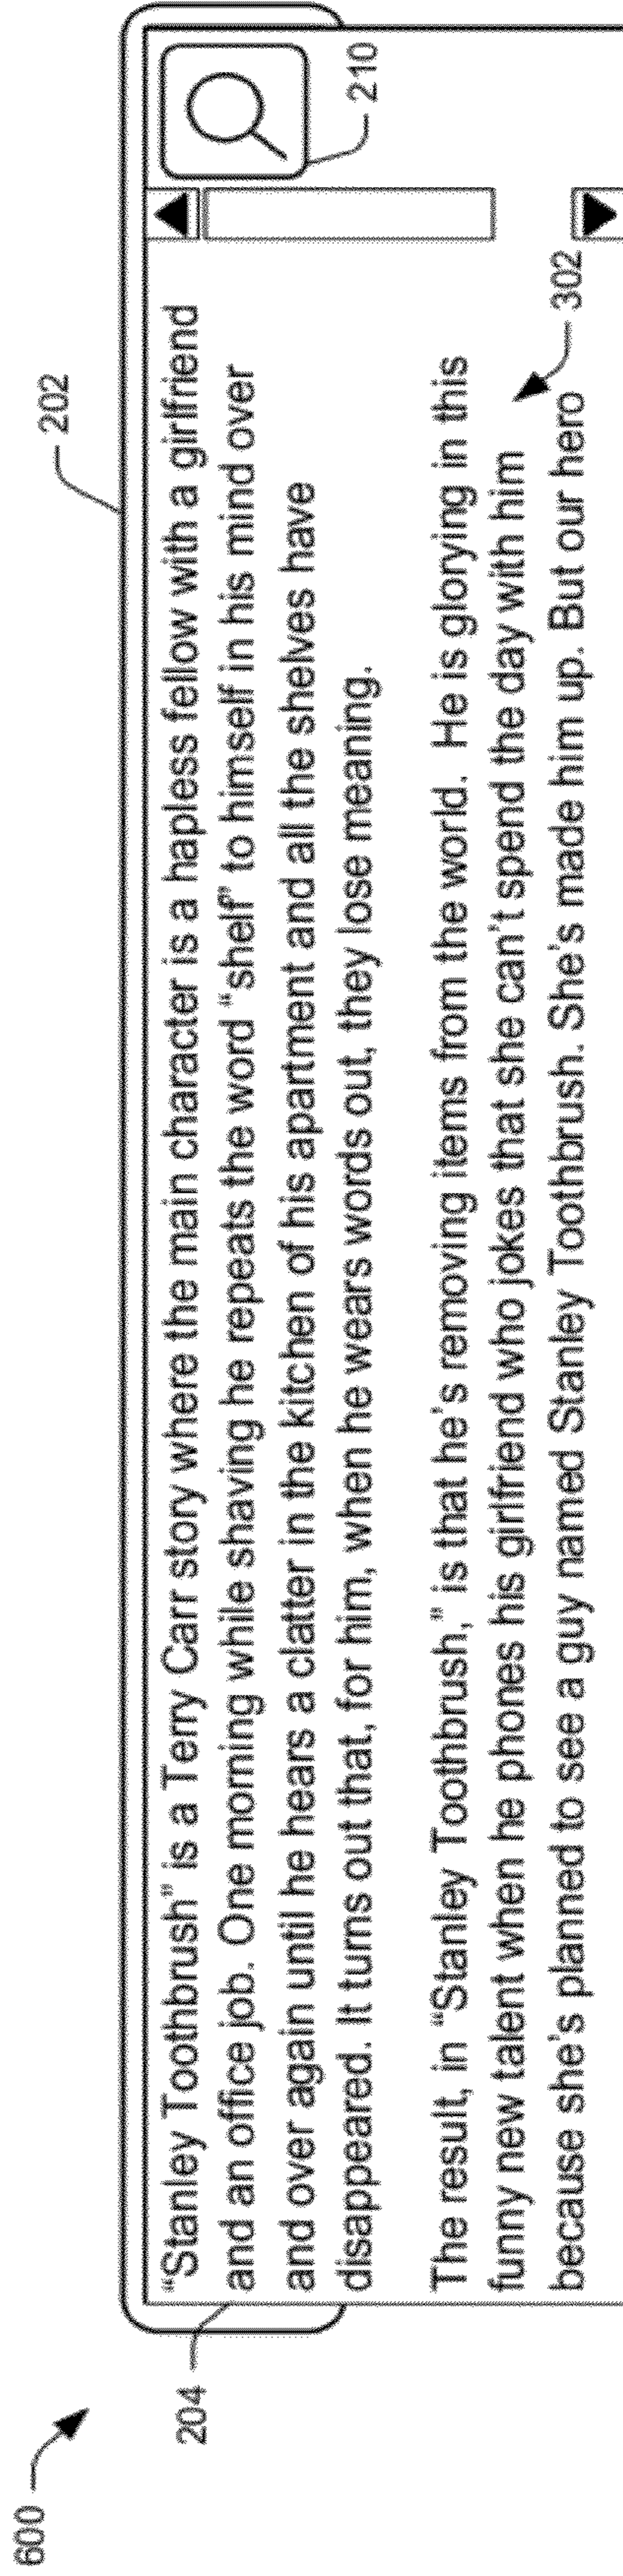 600
202
204
210
“Stanley Toothbrush” is a Terry Carr story where the main character is a hapless fellow with a girlfriend
and an office job. One morning while shaving he repeats the word “shelf” to himself in his mind over
and over again until he hears a clatter in the kitchen of his apartment and all the shelves have
disappeared. It turns out that, for him, when he wears words out, they lose meaning.
The result, in “Stanley Toothbrush,” is that he's removing items from the world. He is glorying in this
funny new talent when he phones his girlfriend who jokes that she can't spend the day with him
because she's planned to see a guy named Stanley Toothbrush. She's made him up. But our hero
302